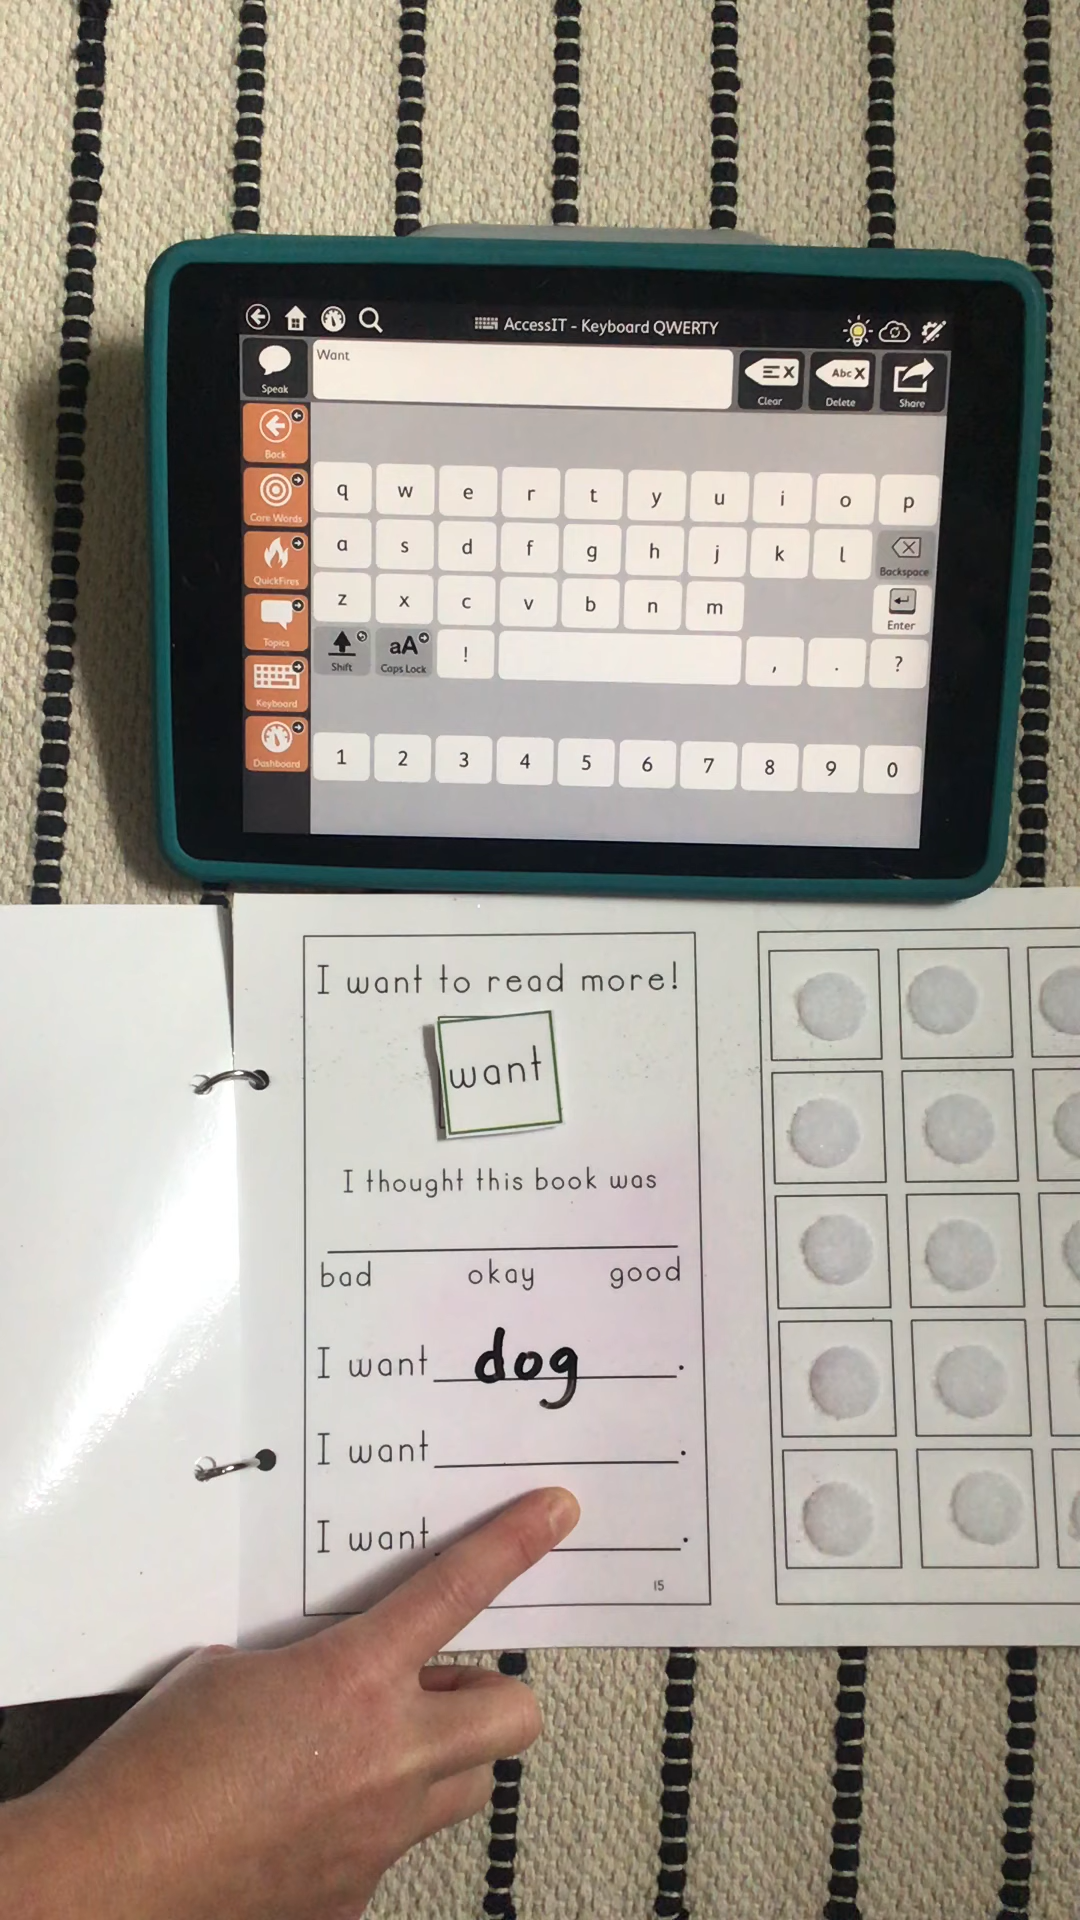 AccessIT - Keyboard QWERTY
Speak
Want
Clear
Abc X
Delete
Share
Back
Core Words
QuickFires
Topics
Keyboard
Dashboard
q w e r t y u i o p
a s d f g h j k l
Backspace
z x c v b n m
Enter
Shift
aA
Caps Lock
! , . ?
1 2 3 4 5 6 7 8 9 0
I want to read more!
want
I thought this book was
bad okay good
I want dog.
I want .
I want .
15